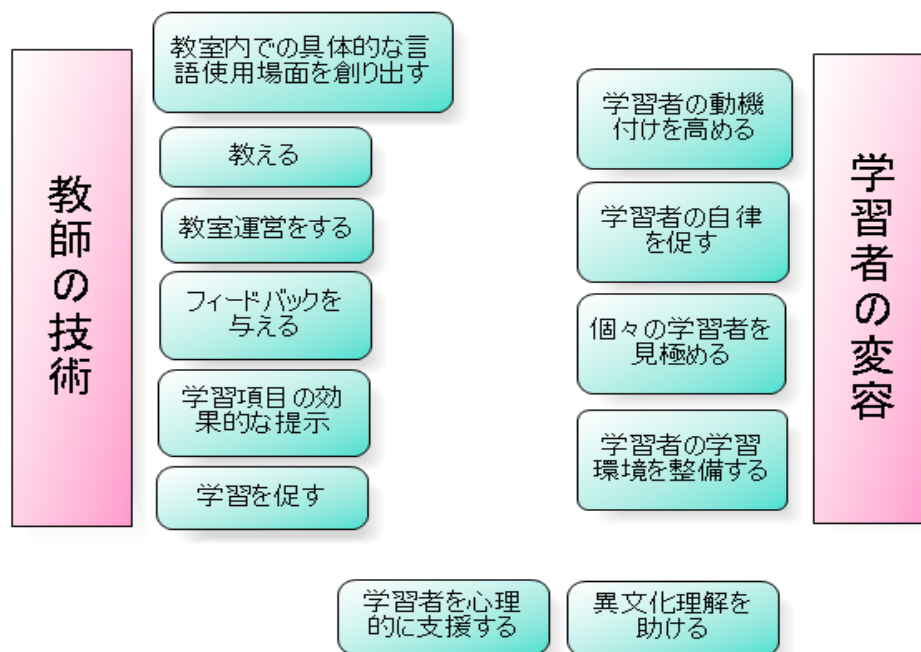 教師の技術
教室内での具体的な言
語使用場面を創り出す
教える
教室運営をする
フィードバックを
与える
学習項目の効
果的な提示
学習を促す
学習者の動機
付けを高める
学習者の自律
を促す
個々の学習者を
見極める
学習者の学習
環境を整備する
学習者の変容
学習者を心理
的に支援する
異文化理解を
助ける